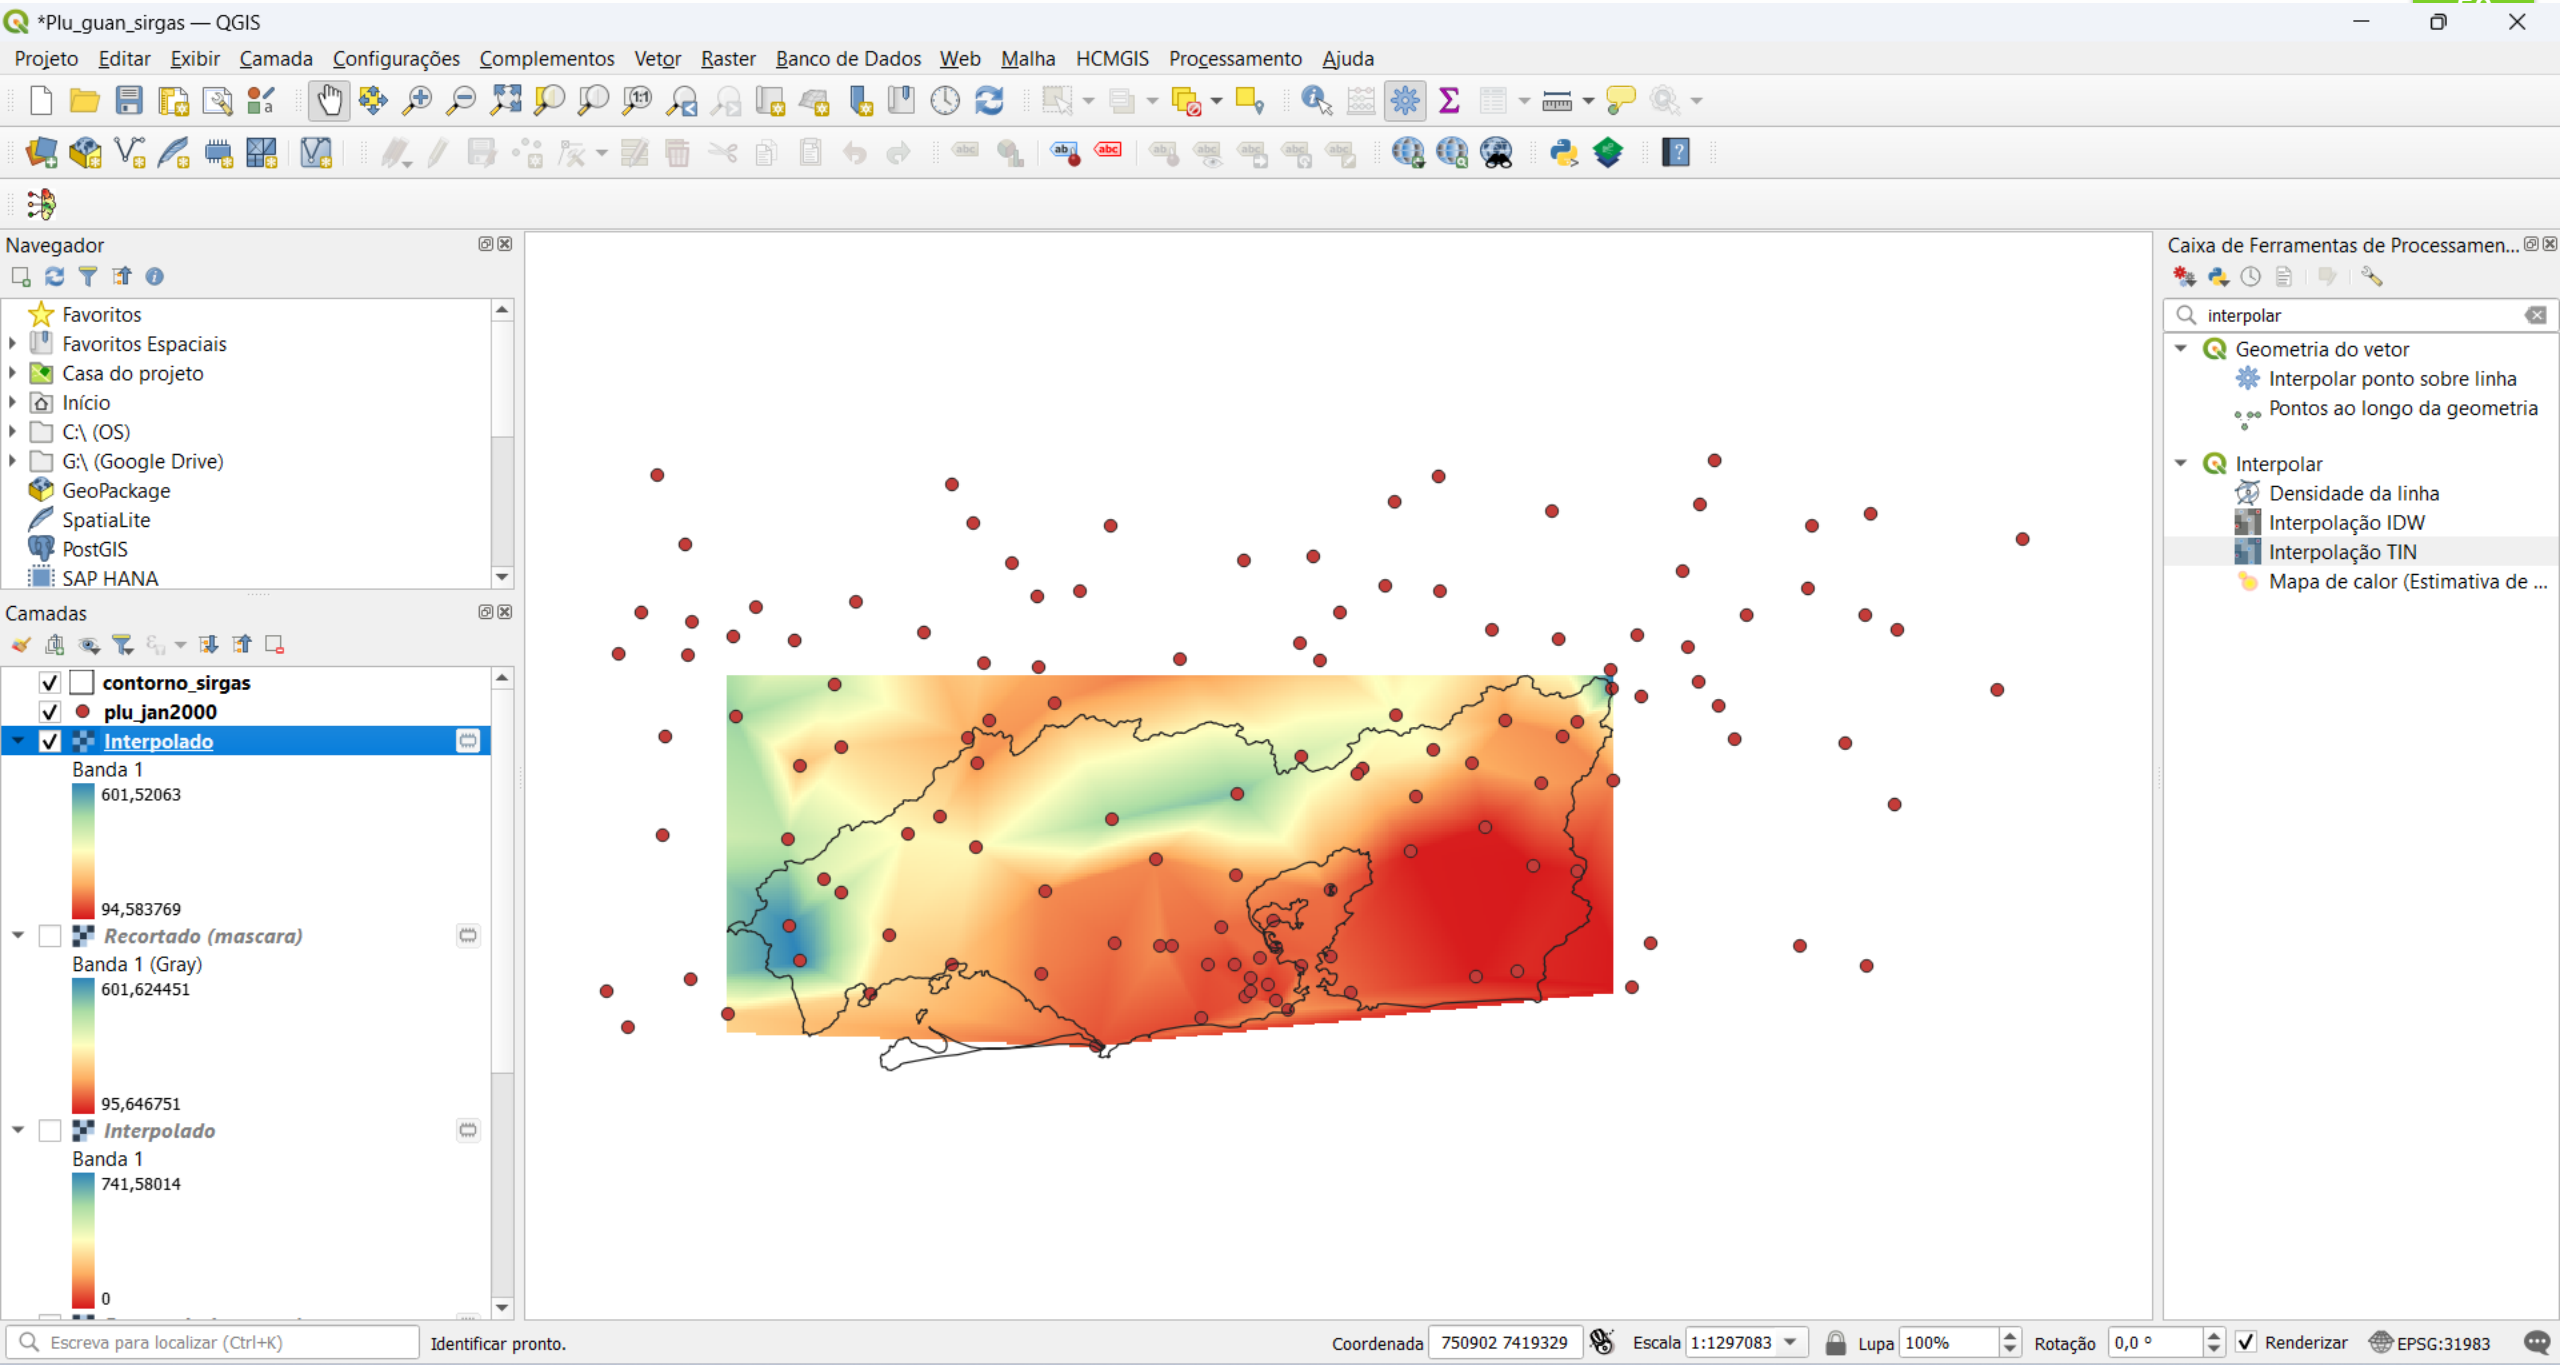 *Plu_guan_sirgas — QGIS
Projeto Editar Exibir Camada Configurações Complementos Vetor Raster Banco de Dados Web Malha HCMGIS Processamento Ajuda
Navegador
Favoritos
Favoritos Espaciais
Casa do projeto
Início
C:\ (OS)
G:\ (Google Drive)
GeoPackage
SpatiaLite
PostGIS
SAP HANA
Camadas
contorno_sirgas
plu_jan2000
Interpolado
Banda 1
601,52063
94,583769
Recortado (mascara)
Banda 1 (Gray)
601,624451
95,646751
Interpolado
Banda 1
741,58014
0
Caixa de Ferramentas de Processamen...
interpolar
Geometria do vetor
Interpolar ponto sobre linha
Pontos ao longo da geometria
Interpolar
Densidade da linha
Interpolação IDW
Interpolação TIN
Mapa de calor (Estimativa de ...
Escreva para localizar (Ctrl+K) Identificar pronto. Coordenada 750902 7419329 Escala 1:1297083 Lupa 100% Rotação 0,0 ° Renderizar EPSG:31983